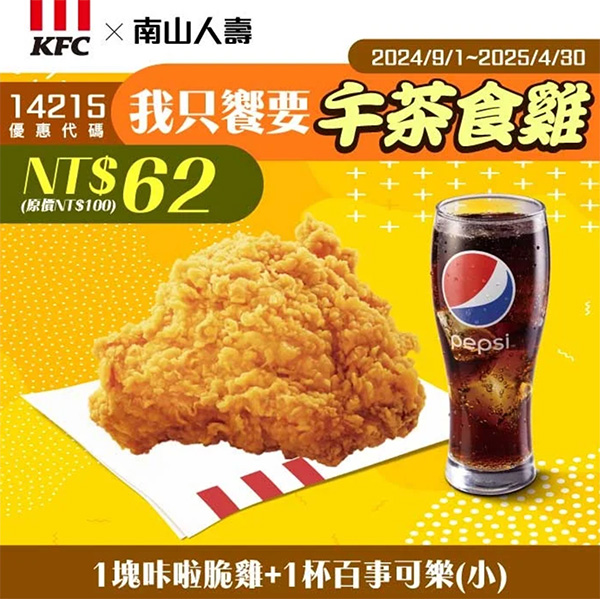 KFC × 南山人壽
2024/9/1~2025/4/30
14215
優惠代碼
我只饗要
午茶食雞
NT$62
(原價NT$100)
pepsi
1塊咔啦脆雞+1杯百事可樂(小)